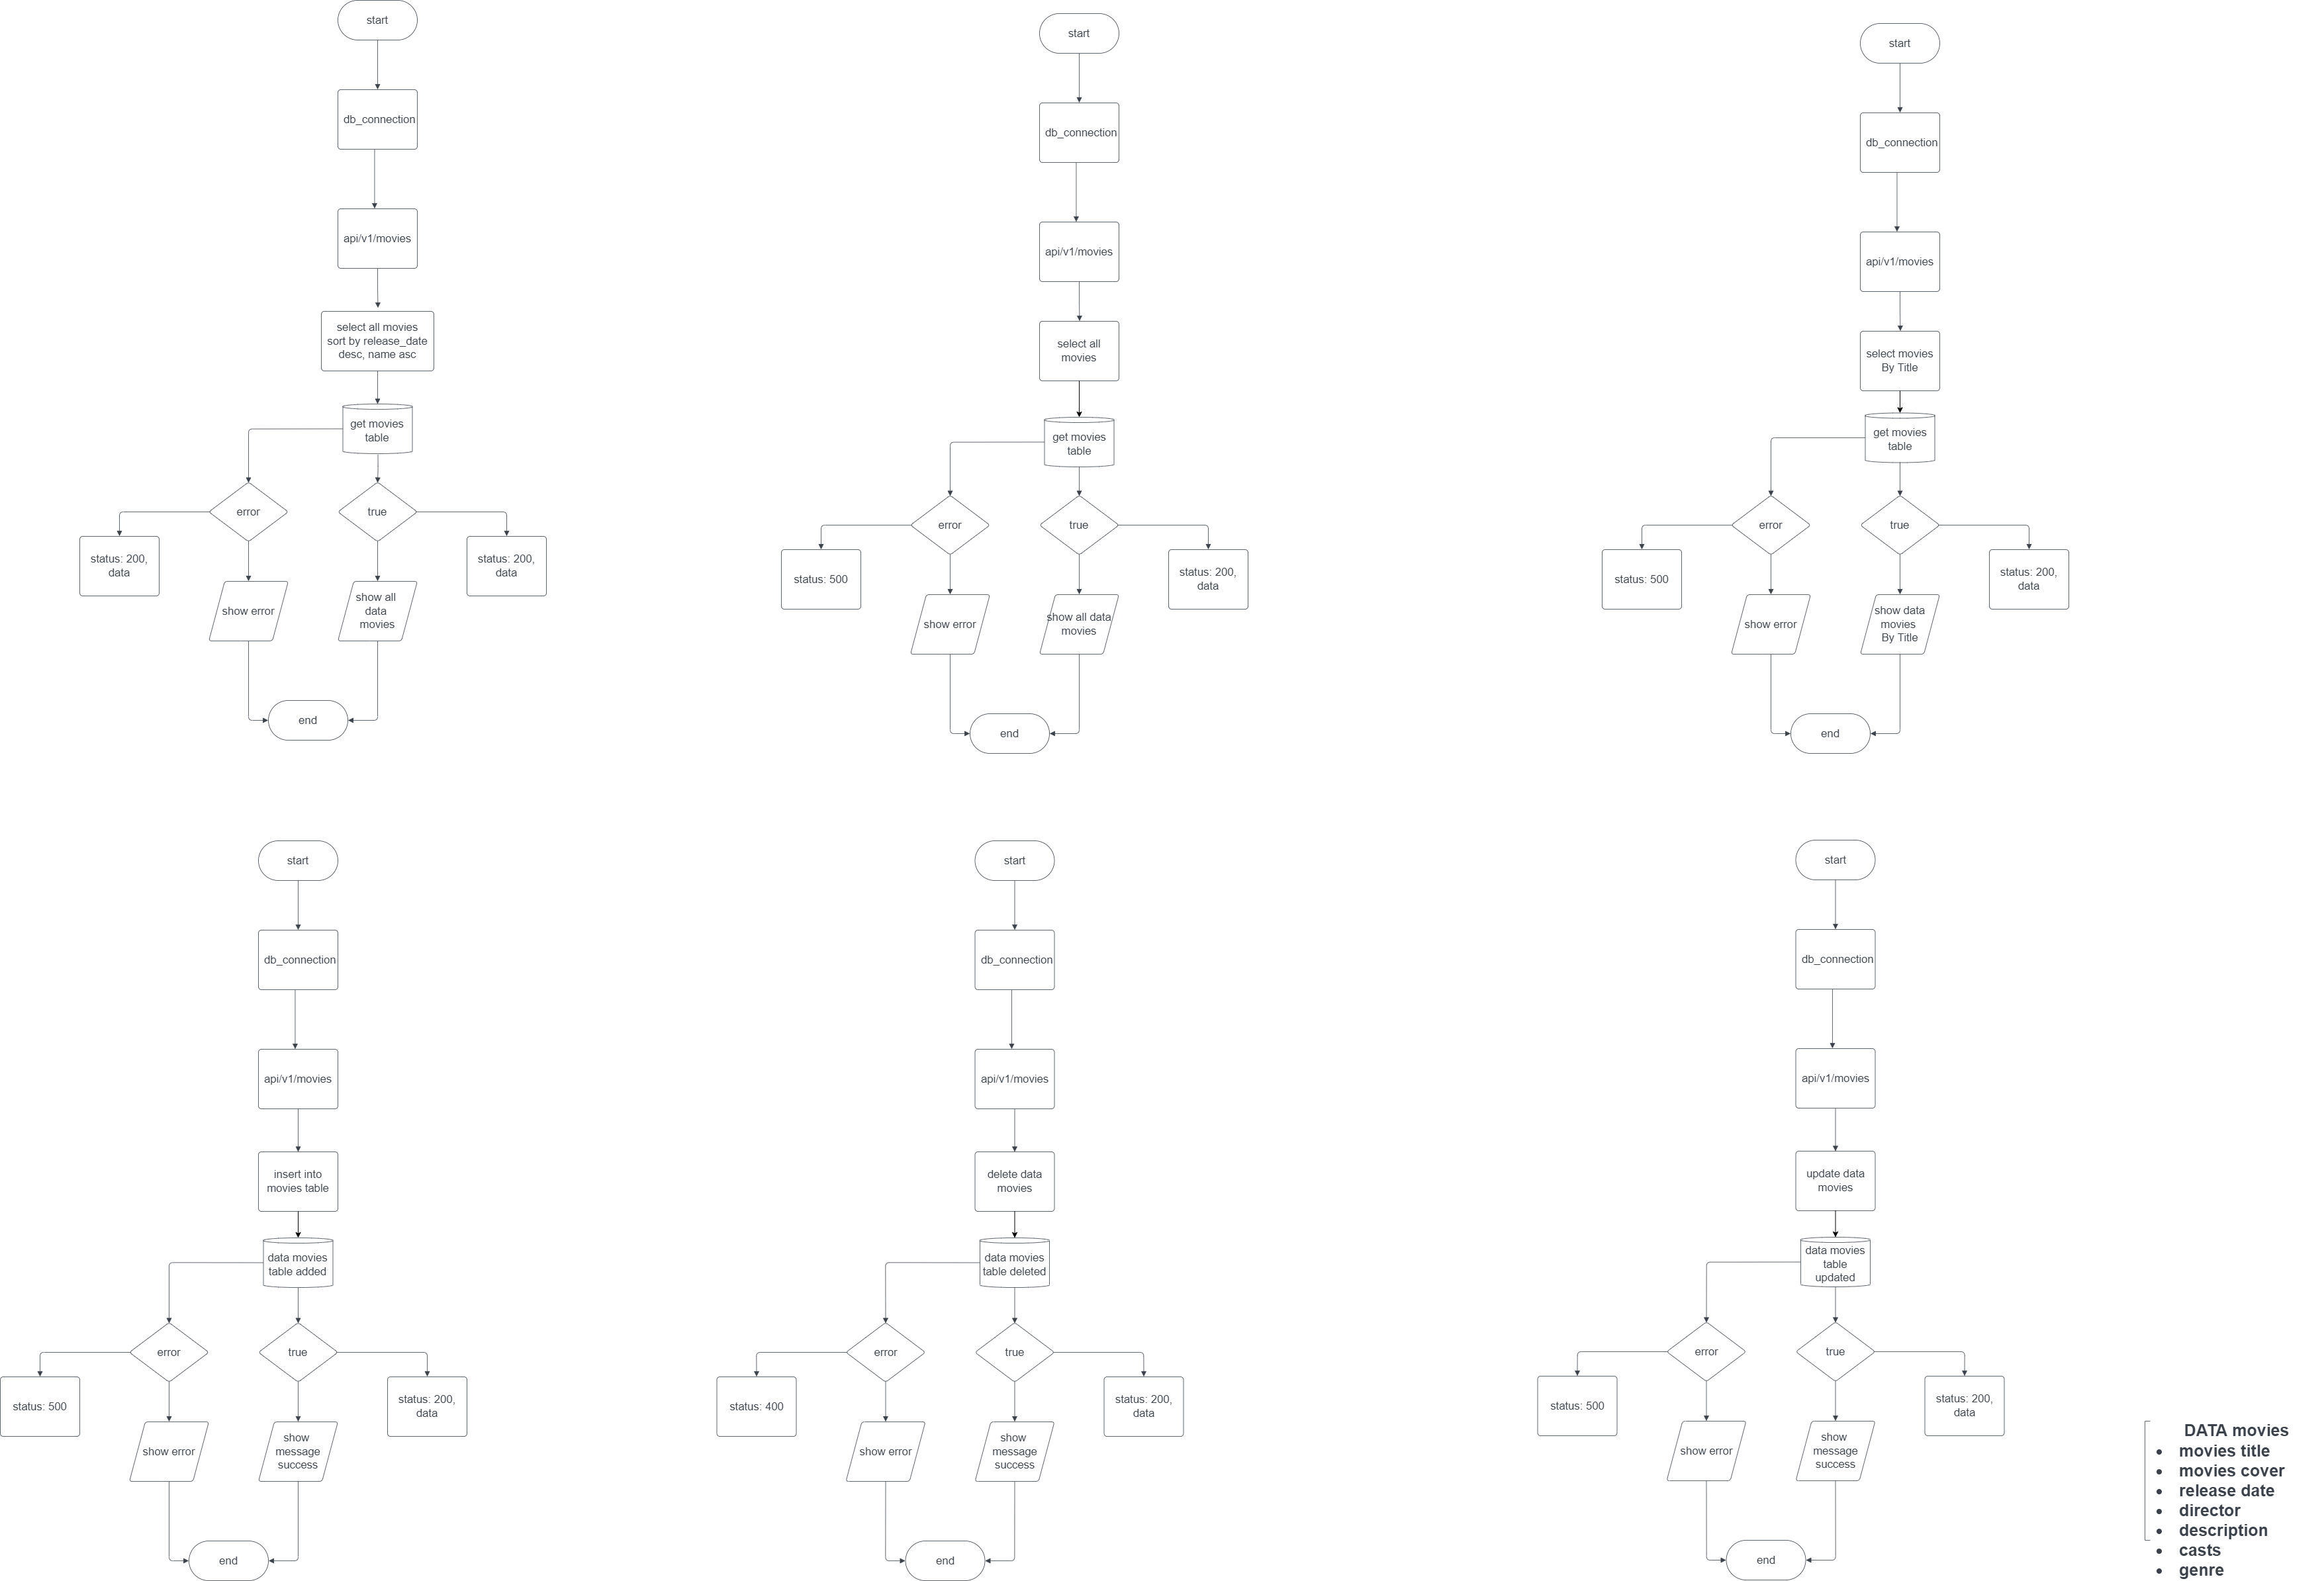 start
db_connection
api/v1/movies
select all movies
sort by release_date
desc, name asc
get movies
table
error
true
status: 200,
data
status: 200,
data
show error
show all
data
movies
end
start
db_connection
api/v1/movies
select all
movies
get movies
table
error
true
status: 500
status: 200,
data
show error
show all data
movies
end
start
db_connection
api/v1/movies
select movies
By Title
get movies
table
error
true
status: 500
status: 200,
data
show error
show data
movies
By Title
end
start
db_connection
api/v1/movies
insert into
movies table
data movies
table added
error
true
status: 500
status: 200,
data
show error
show
message
success
end
start
db_connection
api/v1/movies
delete data
movies
data movies
table deleted
error
true
status: 400
status: 200,
data
show error
show
message
success
end
start
db_connection
api/v1/movies
update data
movies
data movies
table
updated
error
true
status: 500
status: 200,
data
show error
show
message
success
end
DATA movies
• movies title
• movies cover
• release date
• director
• description
• casts
• genre